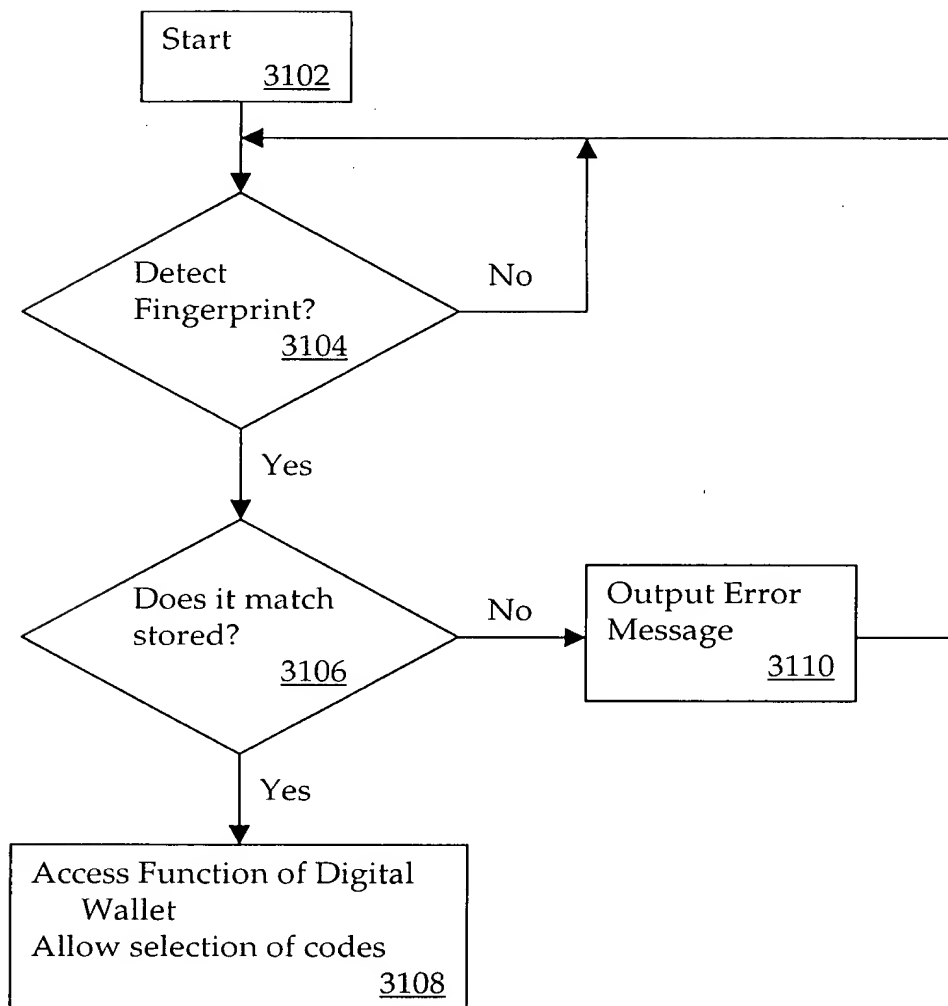 Start
3102
Detect
Fingerprint?
3104
No
Yes
Does it match
stored?
3106
No
Output Error
Message
3110
Yes
Access Function of Digital
Wallet
Allow selection of codes
3108